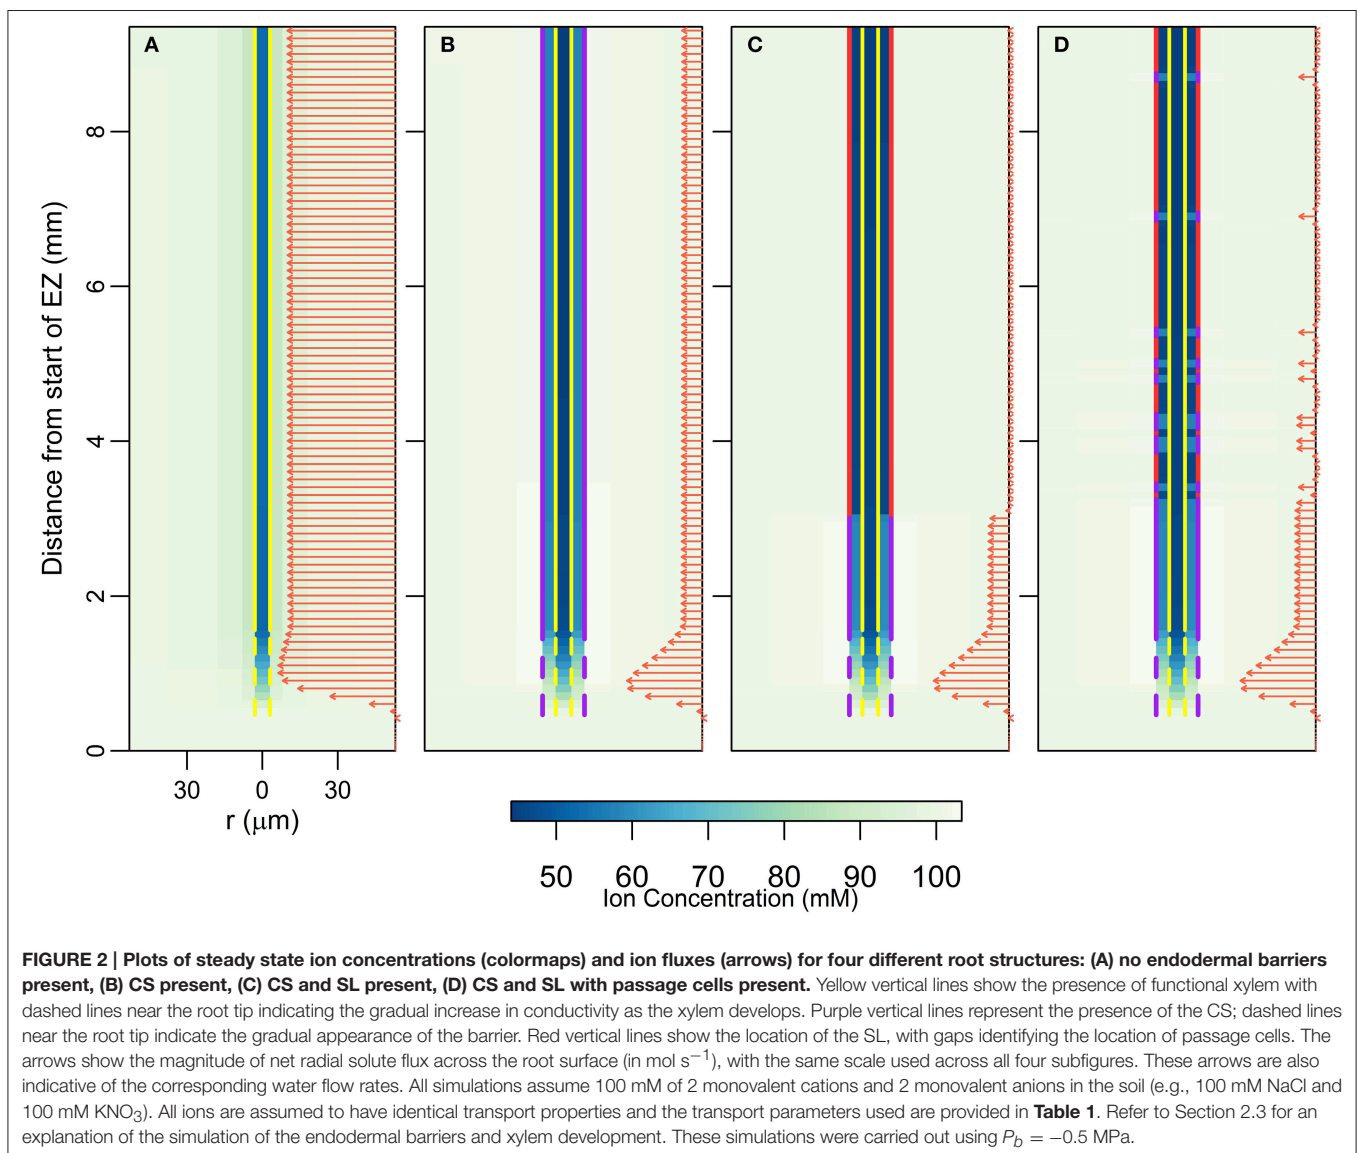 A
B
C
D
Distance from start of EZ (mm)
8
6
4
2
0
30 0 30
r (μm)
50 60 70 80 90 100
Ion Concentration (mM)
FIGURE 2 | Plots of steady state ion concentrations (colormaps) and ion fluxes (arrows) for four different root structures: (A) no endodermal barriers
present, (B) CS present, (C) CS and SL present, (D) CS and SL with passage cells present. Yellow vertical lines show the presence of functional xylem with
dashed lines near the root tip indicating the gradual increase in conductivity as the xylem develops. Purple vertical lines represent the presence of the CS; dashed lines
near the root tip indicate the gradual appearance of the barrier. Red vertical lines show the location of the SL, with gaps identifying the location of passage cells. The
arrows show the magnitude of net radial solute flux across the root surface (in mol s⁻¹), with the same scale used across all four subfigures. These arrows are also
indicative of the corresponding water flow rates. All simulations assume 100 mM of 2 monovalent cations and 2 monovalent anions in the soil (e.g., 100 mM NaCl and
100 mM KNO₃). All ions are assumed to have identical transport properties and the transport parameters used are provided in Table 1. Refer to Section 2.3 for an
explanation of the simulation of the endodermal barriers and xylem development. These simulations were carried out using P_b = −0.5 MPa.